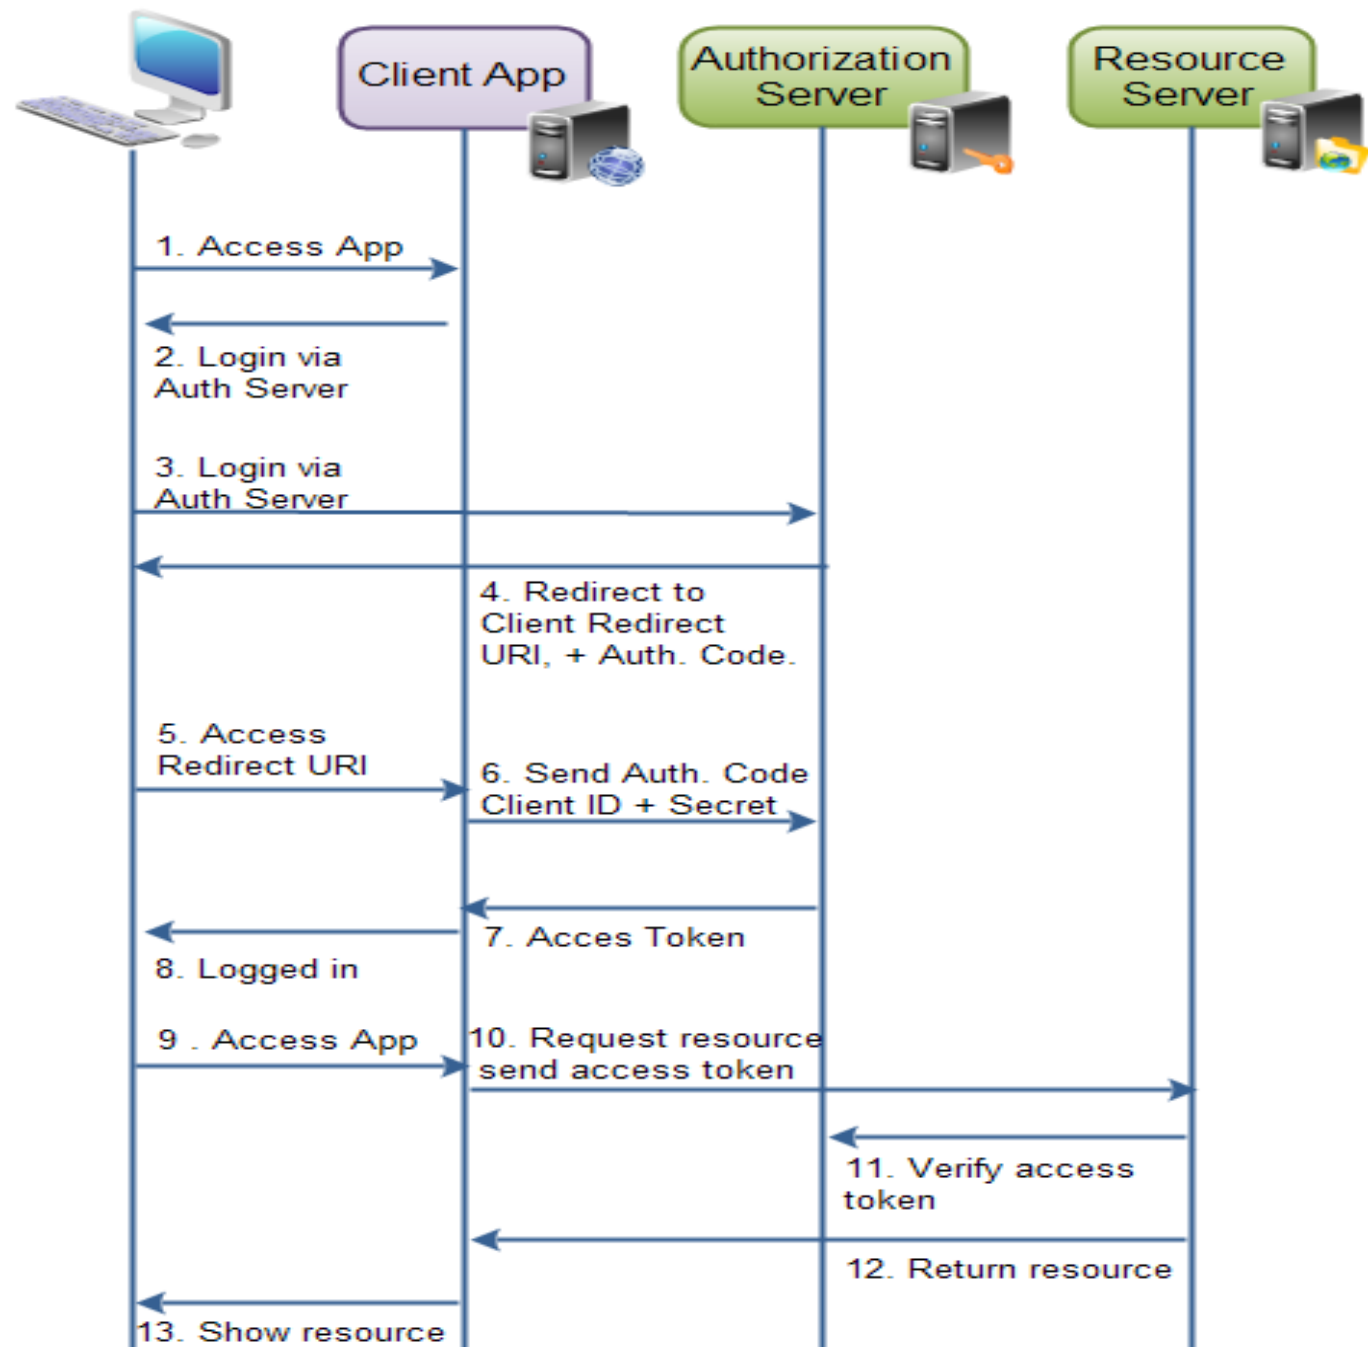 Client App
Authorization
Server
Resource
Server
1. Access App
2. Login via
Auth Server
3. Login via
Auth Server
4. Redirect to
Client Redirect
URI, + Auth. Code.
5. Access
Redirect URI
6. Send Auth. Code
Client ID + Secret
7. Acces Token
8. Logged in
9 . Access App
10. Request resource
send access token
11. Verify access
token
12. Return resource
13. Show resource